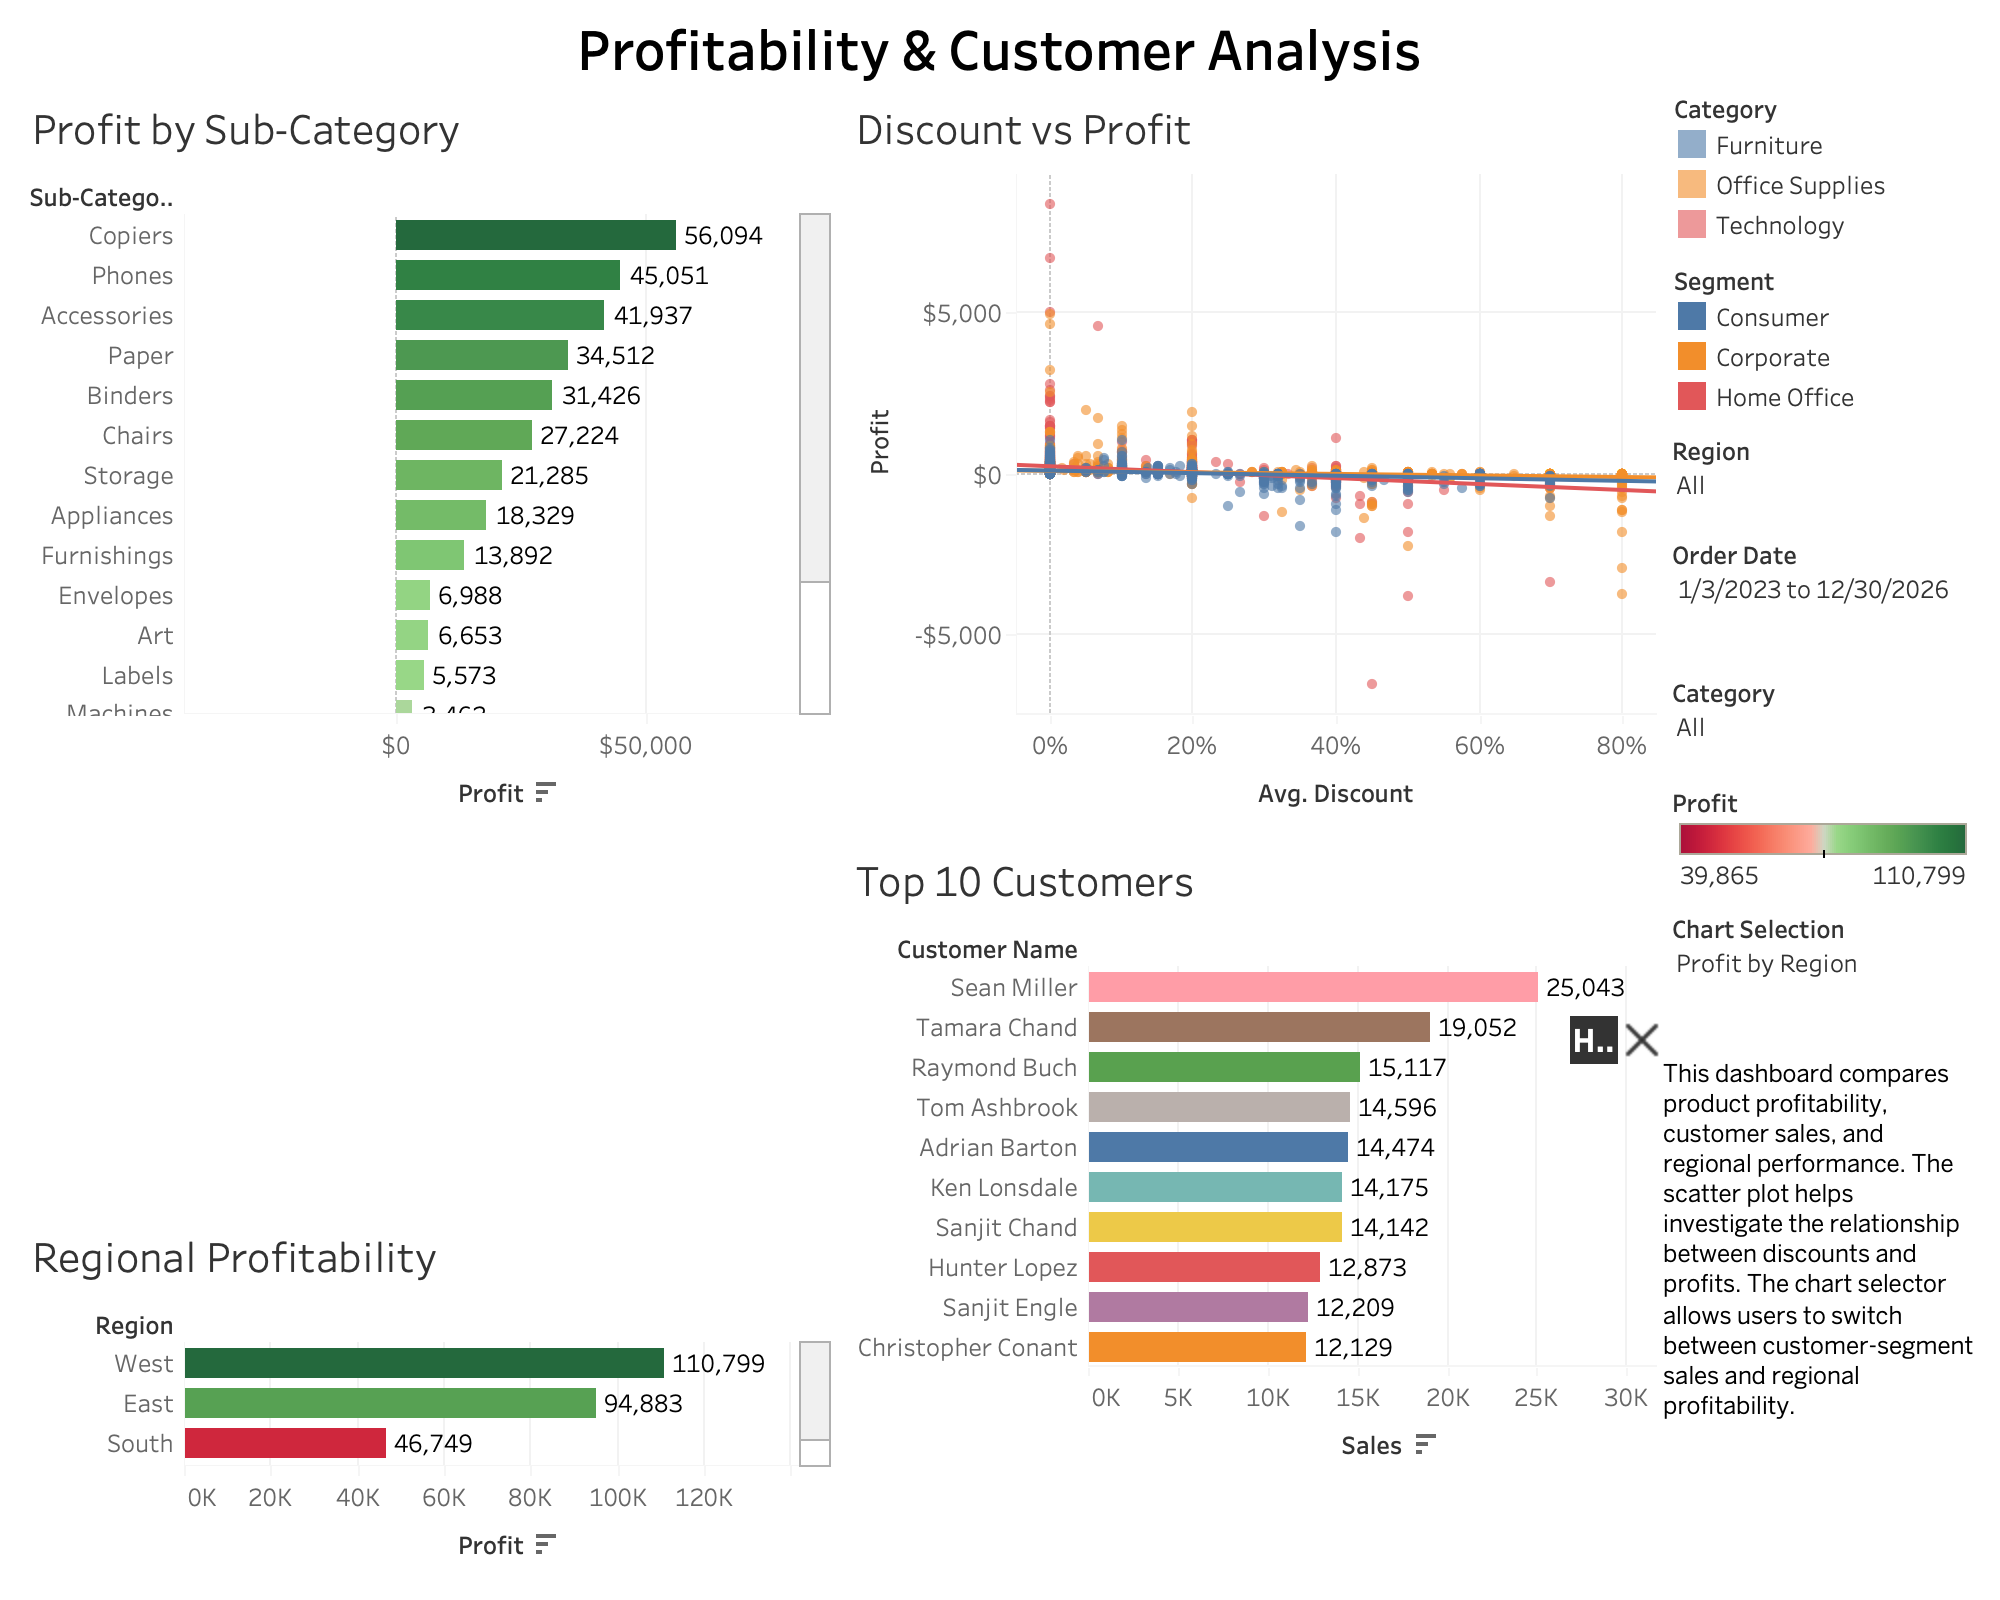 Profitability & Customer Analysis
Profit by Sub-Category
Sub-Catego..
Copiers 56,094
Phones 45,051
Accessories 41,937
Paper 34,512
Binders 31,426
Chairs 27,224
Storage 21,285
Appliances 18,329
Furnishings 13,892
Envelopes 6,988
Art 6,653
Labels 5,573
Machines
$0 $50,000
Profit
Discount vs Profit
Profit
$5,000
$0
-$5,000
0% 20% 40% 60% 80%
Avg. Discount
Category
Furniture
Office Supplies
Technology
Segment
Consumer
Corporate
Home Office
Region
All
Order Date
1/3/2023 to 12/30/2026
Category
All
Profit
39,865 110,799
Chart Selection
Profit by Region
Top 10 Customers
Customer Name
Sean Miller 25,043
Tamara Chand 19,052
Raymond Buch 15,117
Tom Ashbrook 14,596
Adrian Barton 14,474
Ken Lonsdale 14,175
Sanjit Chand 14,142
Hunter Lopez 12,873
Sanjit Engle 12,209
Christopher Conant 12,129
0K 5K 10K 15K 20K 25K 30K
Sales
H..
This dashboard compares
product profitability,
customer sales, and
regional performance. The
scatter plot helps
investigate the relationship
between discounts and
profits. The chart selector
allows users to switch
between customer-segment
sales and regional
profitability.
Regional Profitability
Region
West 110,799
East 94,883
South 46,749
0K 20K 40K 60K 80K 100K 120K
Profit